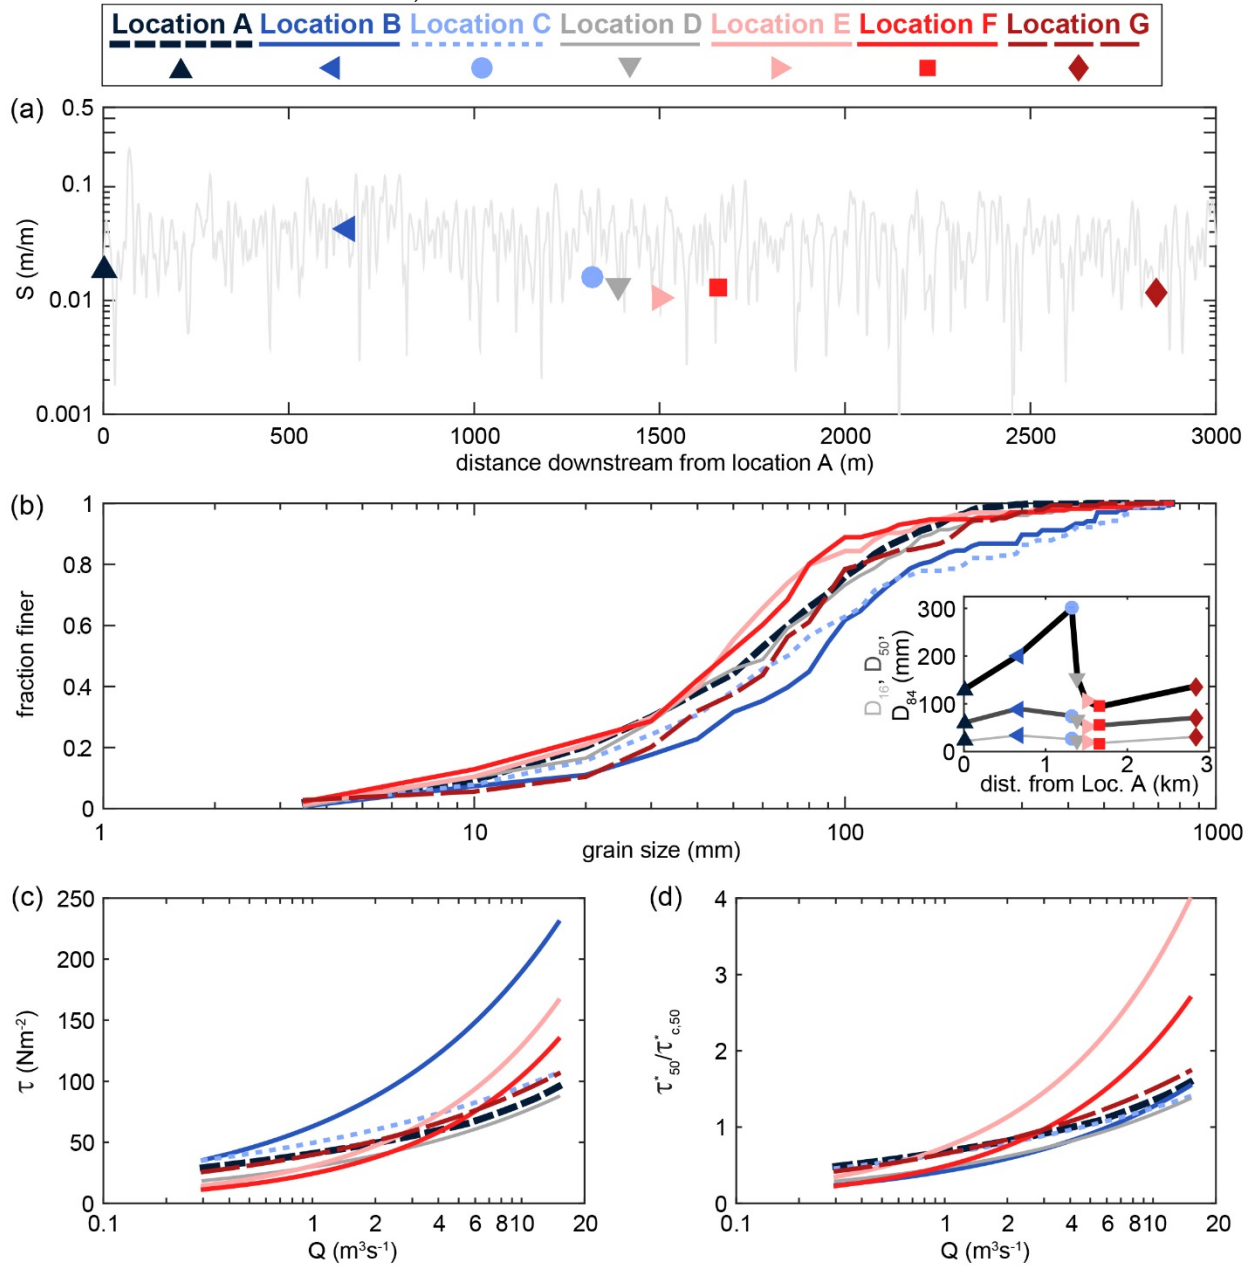 Location A Location B Location C Location D Location E Location F Location G
(a)
S (m/m)
0.5
0.1
0.01
0.001
0 500 1000 1500 2000 2500 3000
distance downstream from location A (m)
(b)
fraction finer
1
0.8
0.6
0.4
0.2
0
1 10 100 1000
grain size (mm)
D16, D50,
D84 (mm)
300
200
100
0
0 1 2 3
dist. from Loc. A (km)
(c)
τ (Nm-2)
250
200
150
100
50
0
0.1 1 2 4 6 8 10 20
Q (m³s-1)
(d)
τ*50/τ*c,50
4
3
2
1
0
0.1 1 2 4 6 8 10 20
Q (m³s-1)